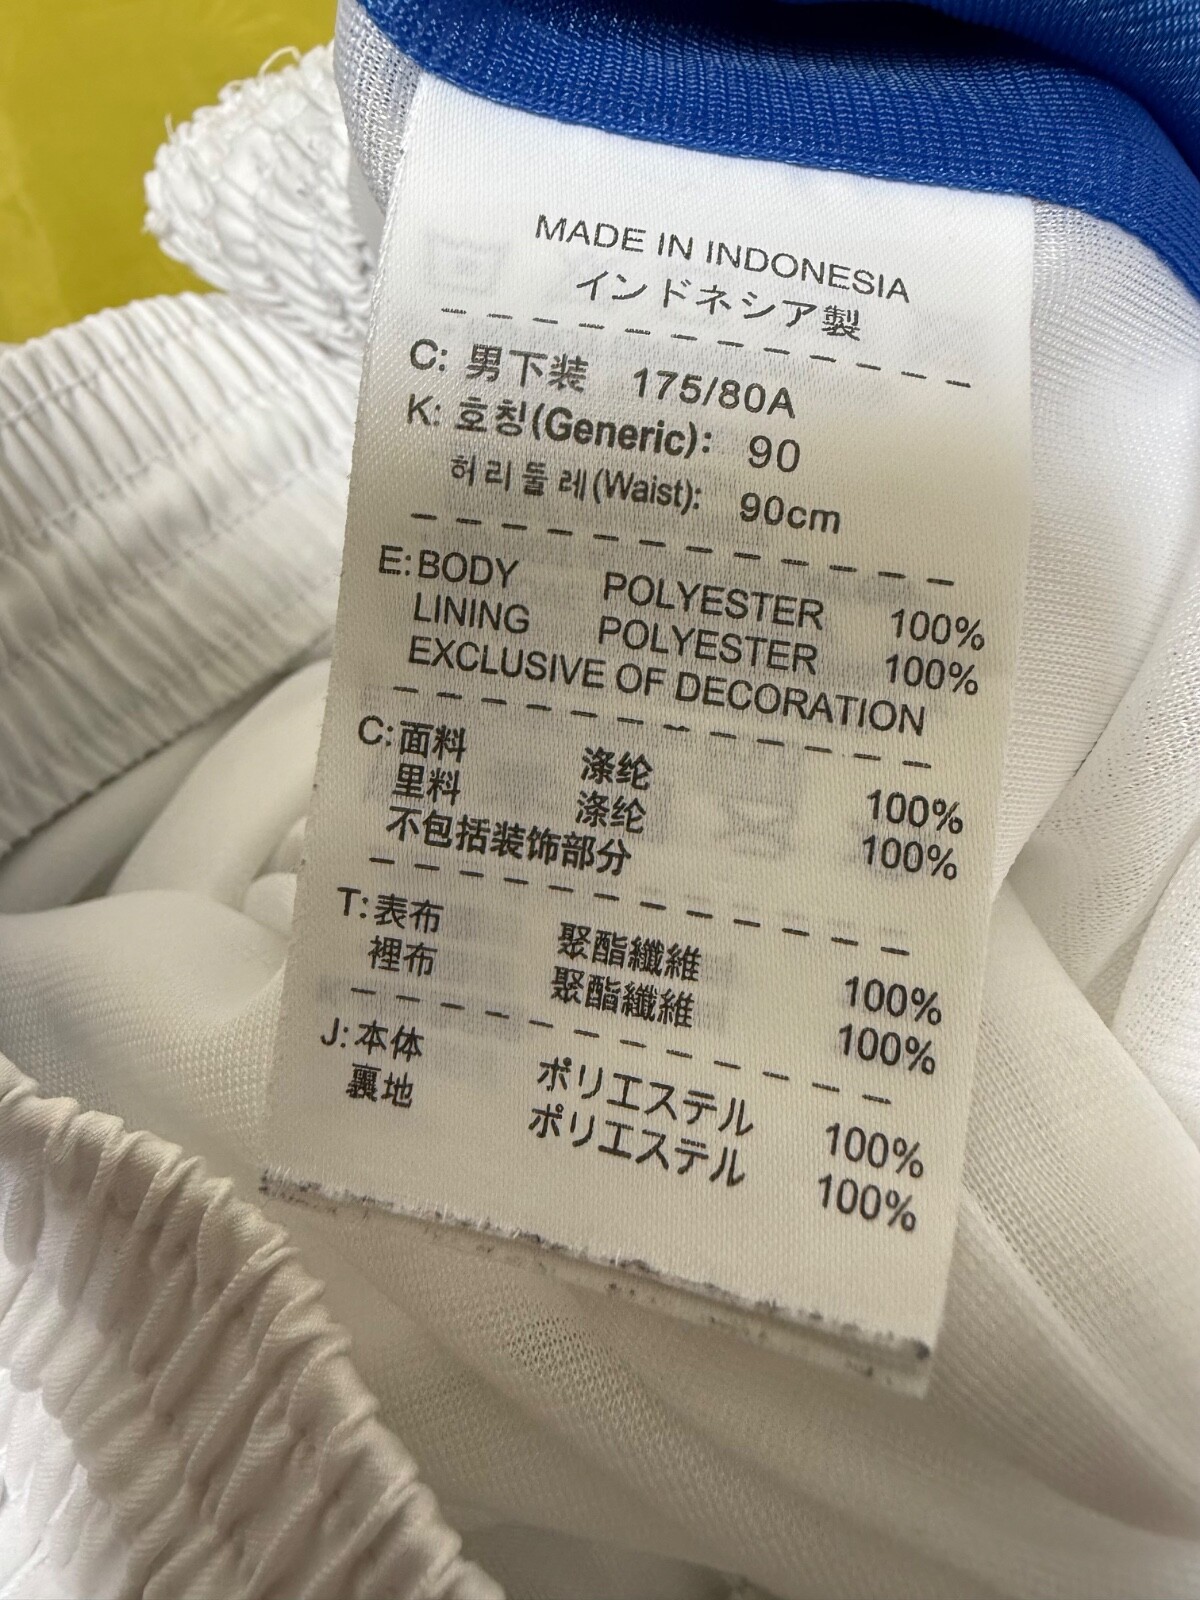 MADE IN INDONESIA
インドネシア製
C: 男下装 175/80A
K: 호칭(Generic): 90
허리둘레(Waist): 90cm
E: BODY POLYESTER 100%
LINING POLYESTER 100%
EXCLUSIVE OF DECORATION
C: 面料 涤纶 100%
里料 涤纶 100%
不包括装饰部分
T: 表布 聚酯纖維 100%
裡布 聚酯纖維 100%
J: 本体 ポリエステル 100%
裏地 ポリエステル 100%